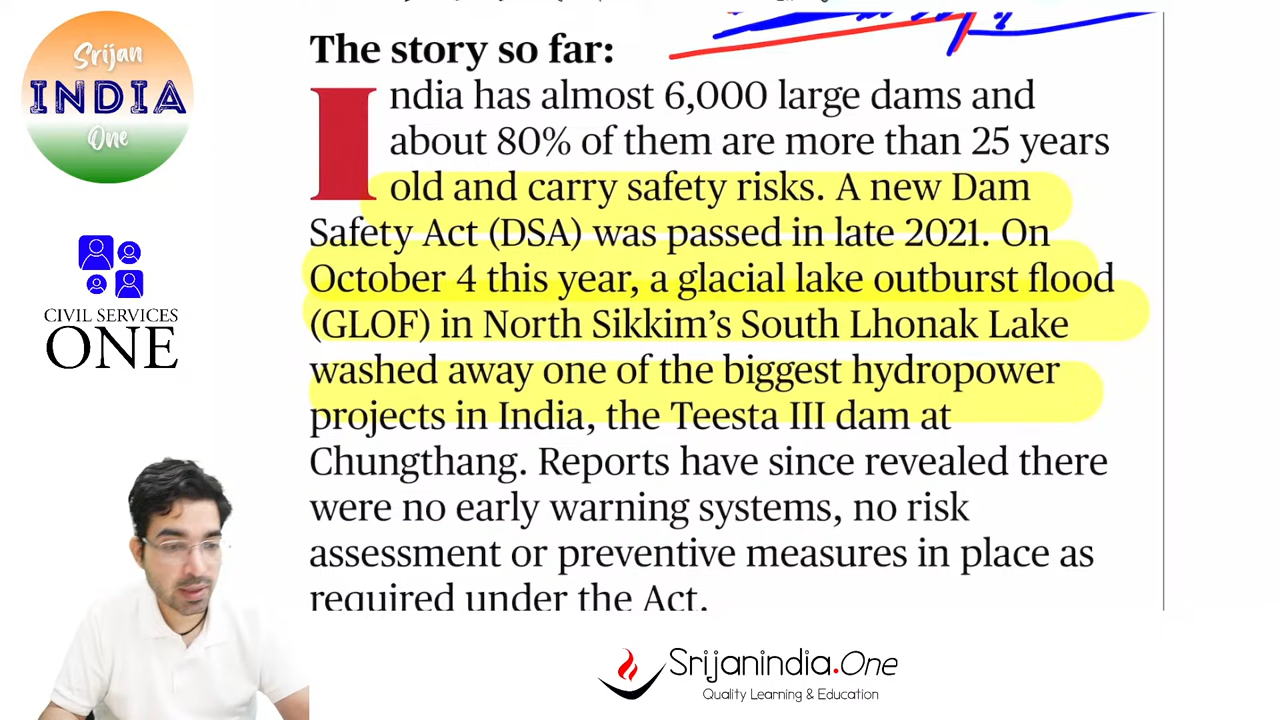 Srijan
INDIA
One
CIVIL SERVICES
ONE
The story so far:
India has almost 6,000 large dams and
about 80% of them are more than 25 years
old and carry safety risks. A new Dam
Safety Act (DSA) was passed in late 2021. On
October 4 this year, a glacial lake outburst flood
(GLOF) in North Sikkim's South Lhonak Lake
washed away one of the biggest hydropower
projects in India, the Teesta III dam at
Chungthang. Reports have since revealed there
were no early warning systems, no risk
assessment or preventive measures in place as
required under the Act.
Srijanindia.One
Quality Learning & Education